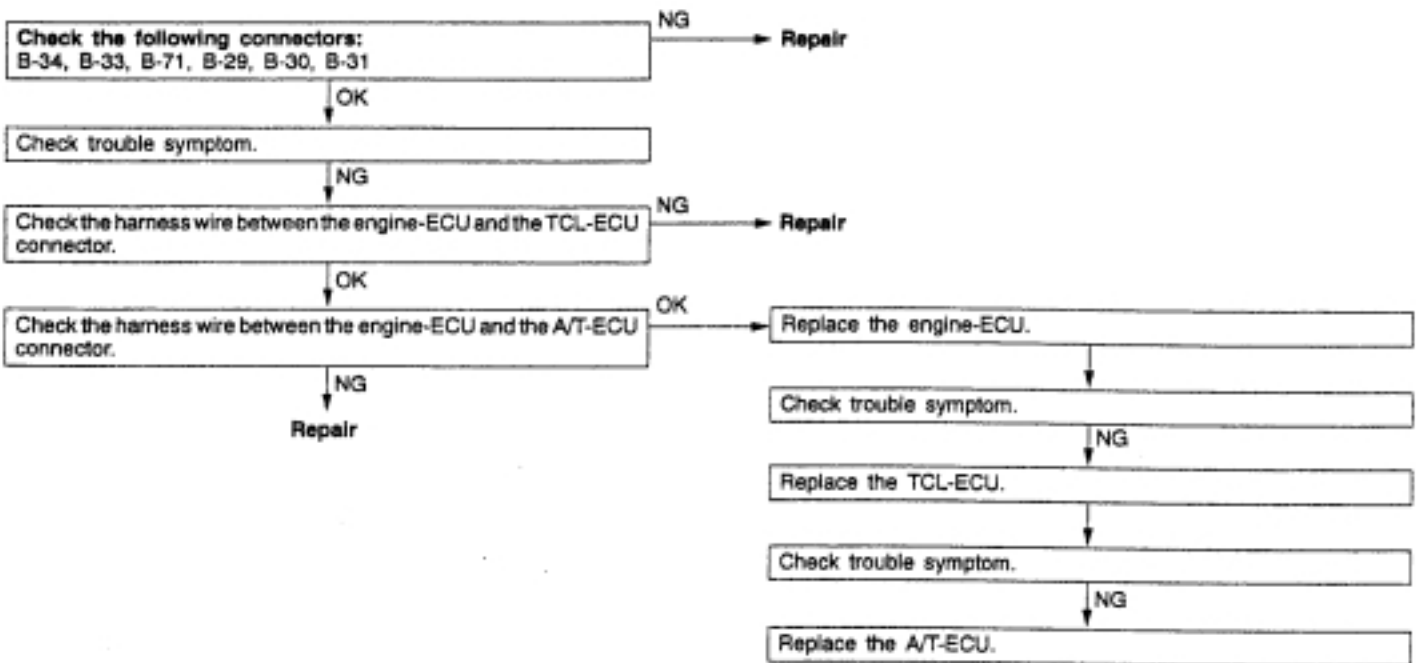 NG
Check the following connectors:
B-34, B-33, B-71, B-29, B-30, B-31
Repair
OK
Check trouble symptom.
NG
Check the harness wire between the engine-ECU and the TCL-ECU
connector.
NG
Repair
OK
Check the harness wire between the engine-ECU and the A/T-ECU
connector.
OK
Replace the engine-ECU.
NG
Repair
Check trouble symptom.
NG
Replace the TCL-ECU.
Check trouble symptom.
NG
Replace the A/T-ECU.